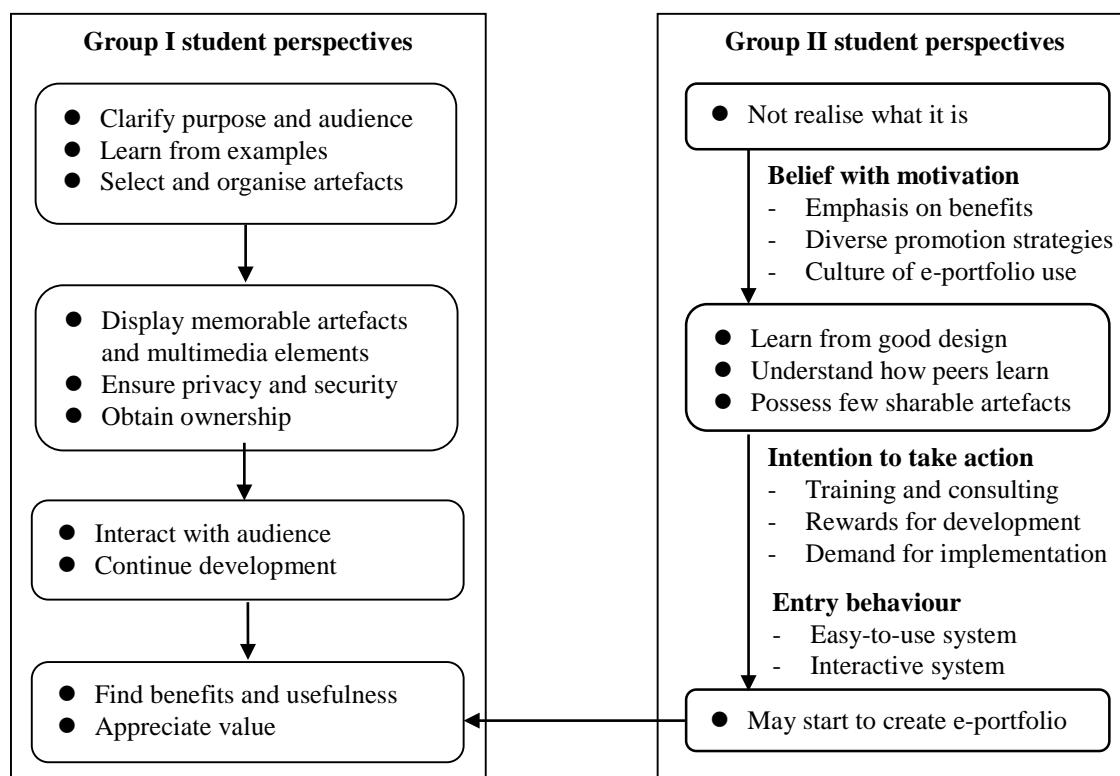 Group I student perspectives
● Clarify purpose and audience
● Learn from examples
● Select and organise artefacts
● Display memorable artefacts
and multimedia elements
● Ensure privacy and security
● Obtain ownership
● Interact with audience
● Continue development
● Find benefits and usefulness
● Appreciate value
Group II student perspectives
● Not realise what it is
Belief with motivation
- Emphasis on benefits
- Diverse promotion strategies
- Culture of e-portfolio use
● Learn from good design
● Understand how peers learn
● Possess few sharable artefacts
Intention to take action
- Training and consulting
- Rewards for development
- Demand for implementation
Entry behaviour
- Easy-to-use system
- Interactive system
● May start to create e-portfolio